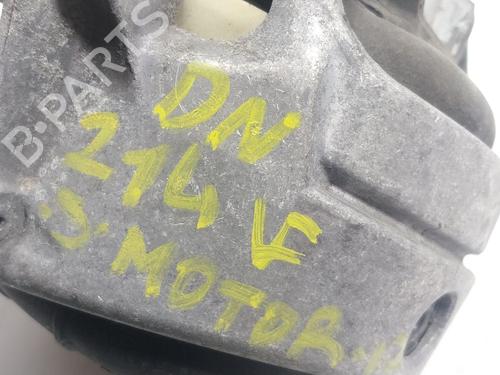 B-PARTS
DN
214 F
S. MOTOR